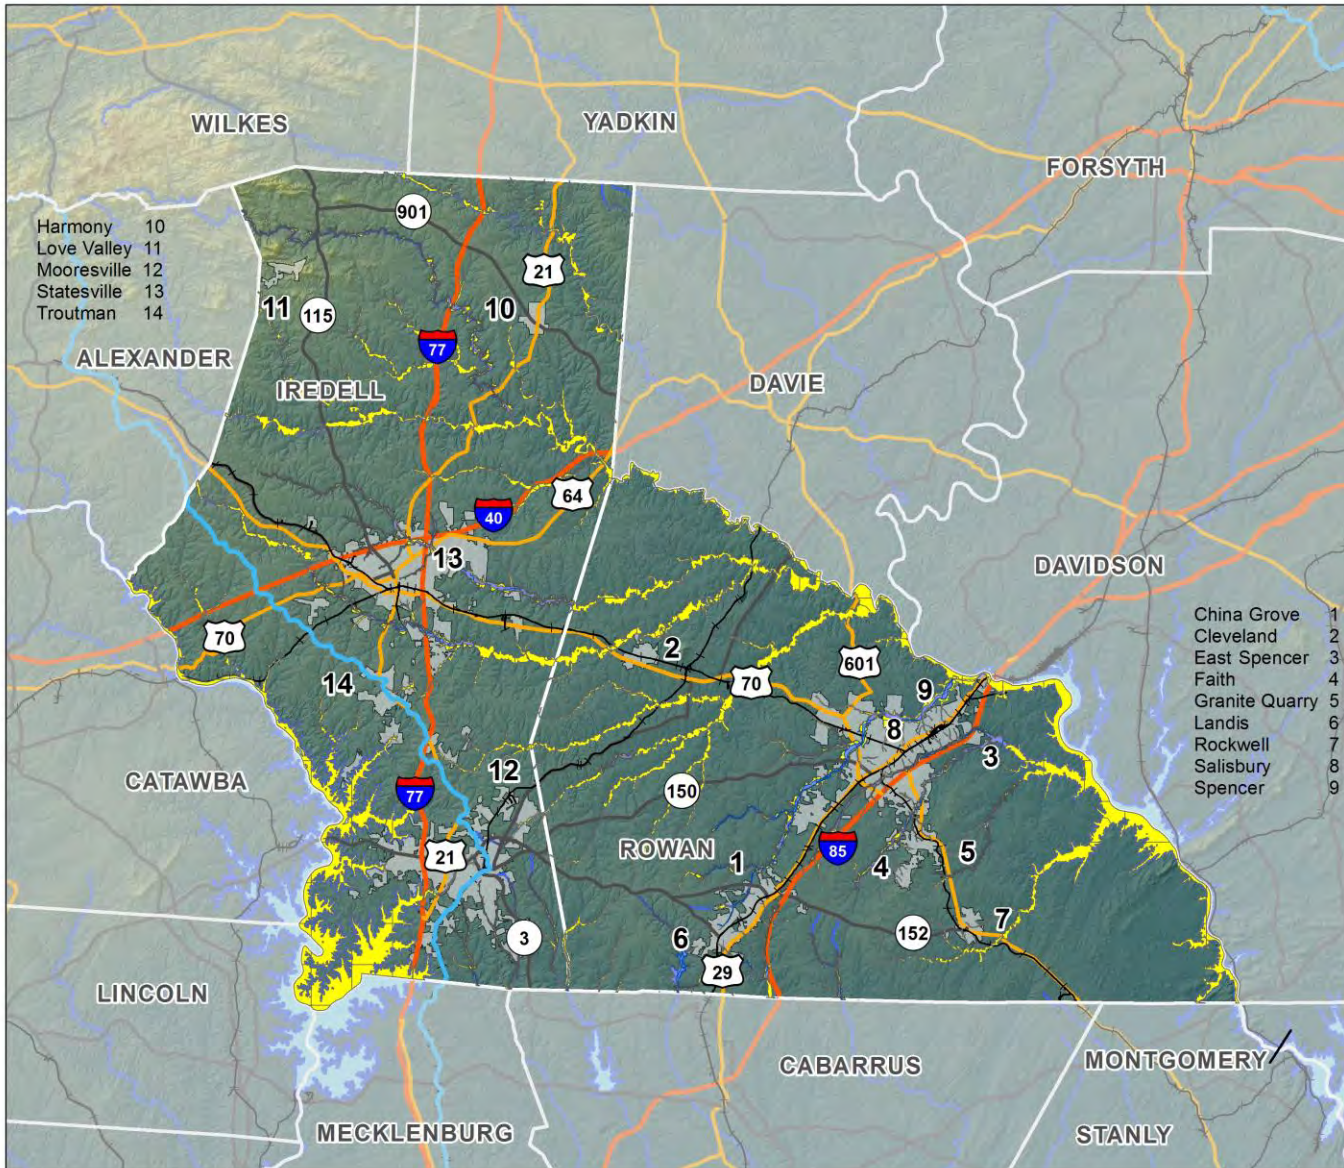 WILKES
YADKIN
FORSYTH
901
Harmony 10
Love Valley 11
Mooresville 12
Statesville 13
Troutman 14
21
11
115
10
77
ALEXANDER
IREDELL
DAVIE
64
40
13
DAVIDSON
China Grove 1
Cleveland 2
East Spencer 3
Faith 4
Granite Quarry 5
Landis 6
Rockwell 7
Salisbury 8
Spencer 9
70
2
601
14
70
9
8
3
CATAWBA
12
77
150
ROWAN
85
21
1
4
5
3
6
152
7
29
LINCOLN
CABARRUS
MONTGOMERY
MECKLENBURG
STANLY